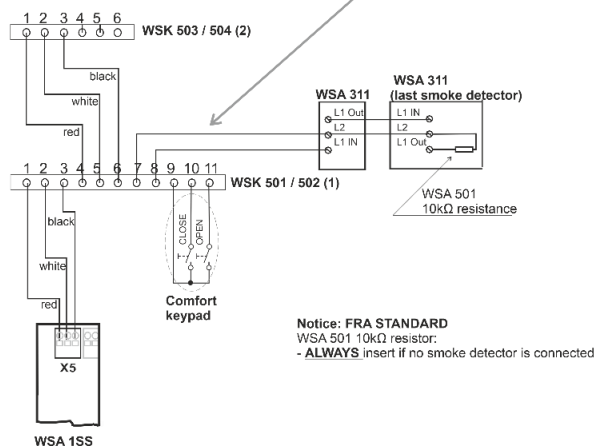 1 2 3 4 5 6
WSK 503 / 504 (2)
black
white
red
WSA 311
WSA 311
(last smoke detector)
L1 Out
L2
L1 IN
L1 IN
L2
L1 Out
1 2 3 4 5 6 7 8 9 10 11
WSK 501 / 502 (1)
WSA 501
10kΩ resistance
black
white
red
CLOSE
OPEN
Comfort
keypad
X5
WSA 1SS
Notice: FRA STANDARD
WSA 501 10kΩ resistor:
- ALWAYS insert if no smoke detector is connected